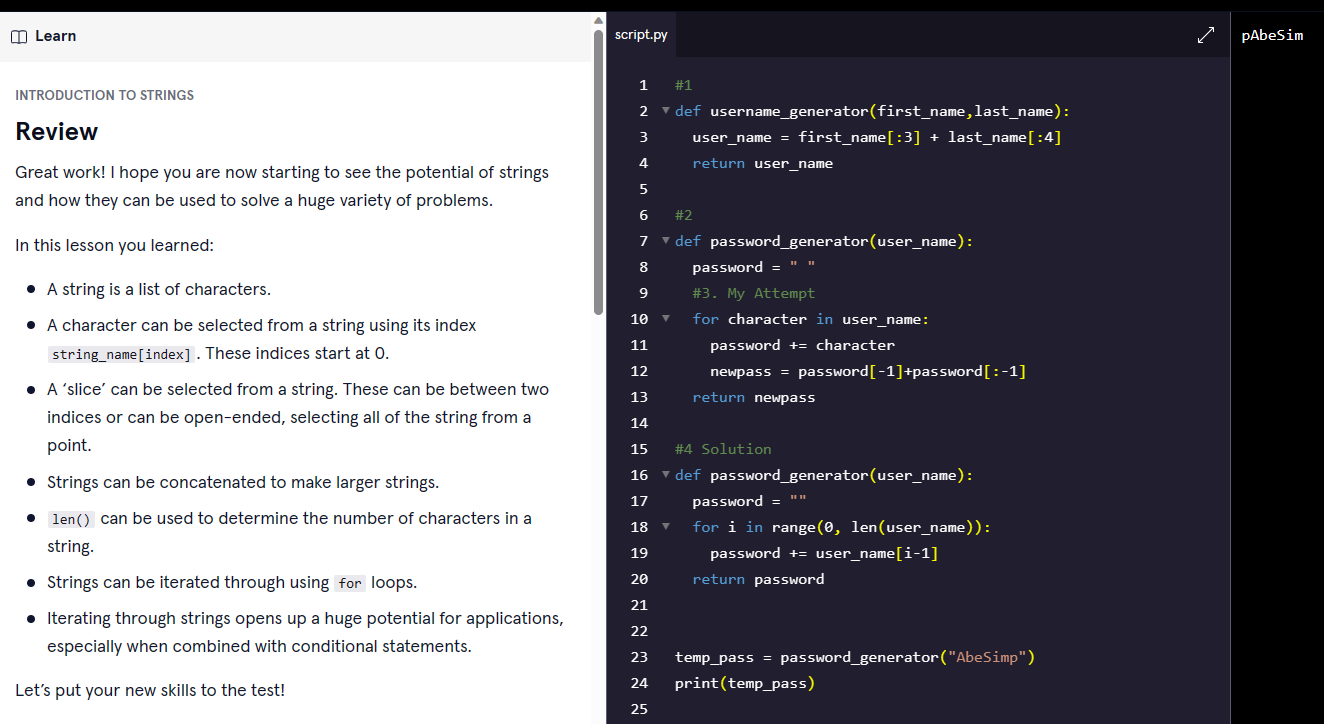 Learn
INTRODUCTION TO STRINGS
Review
Great work! I hope you are now starting to see the potential of strings
and how they can be used to solve a huge variety of problems.
In this lesson you learned:
• A string is a list of characters.
• A character can be selected from a string using its index
string_name[index]. These indices start at 0.
• A ‘slice’ can be selected from a string. These can be between two
indices or can be open-ended, selecting all of the string from a
point.
• Strings can be concatenated to make larger strings.
• len() can be used to determine the number of characters in a
string.
• Strings can be iterated through using for loops.
• Iterating through strings opens up a huge potential for applications,
especially when combined with conditional statements.
Let’s put your new skills to the test!
script.py
1 #1
2 def username_generator(first_name,last_name):
3   user_name = first_name[:3] + last_name[:4]
4   return user_name
5
6 #2
7 def password_generator(user_name):
8   password = " "
9   #3. My Attempt
10   for character in user_name:
11     password += character
12     newpass = password[-1]+password[:-1]
13   return newpass
14
15 #4 Solution
16 def password_generator(user_name):
17   password = ""
18   for i in range(0, len(user_name)):
19     password += user_name[i-1]
20   return password
21
22
23 temp_pass = password_generator("AbeSimp")
24 print(temp_pass)
25
pAbeSim